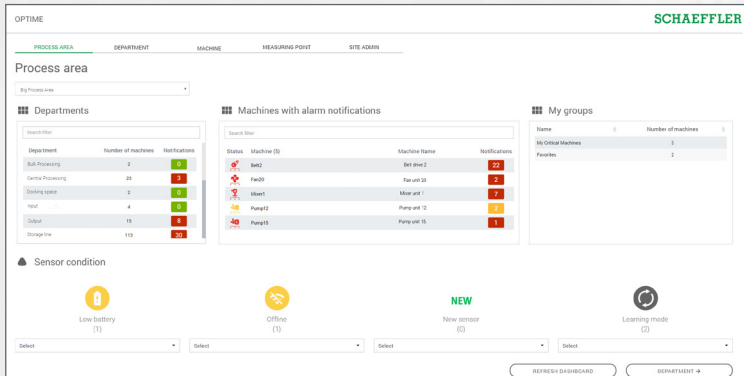 OPTIME
SCHAEFFLER
PROCESS AREA DEPARTMENT MACHINE MEASURING POINT SITE ADMIN
Process area
Big Process Area
Departments
Search filter
Department Number of machines Notifications
Bulk Processing 2 0
Central Processing 20 3
Docking space 2 0
Input 4 0
Output 15 8
Storage line 113 30
Machines with alarm notifications
Search filter
Status Machine (5) Machine Name Notifications
Belt2 Belt drive 2 22
Fan20 Fan unit 20 2
Mixer1 Mixer unit 1 7
Pump12 Pump unit 12 2
Pump15 Pump unit 15 1
My groups
Name Number of machines
My Critical Machines
Favorites 2
Sensor condition
NEW
Low battery
(1)
Offline
(1)
New sensor
(0)
Learning mode
(2)
Select Select Select Select
REFRESH DASHBOARD DEPARTMENT →